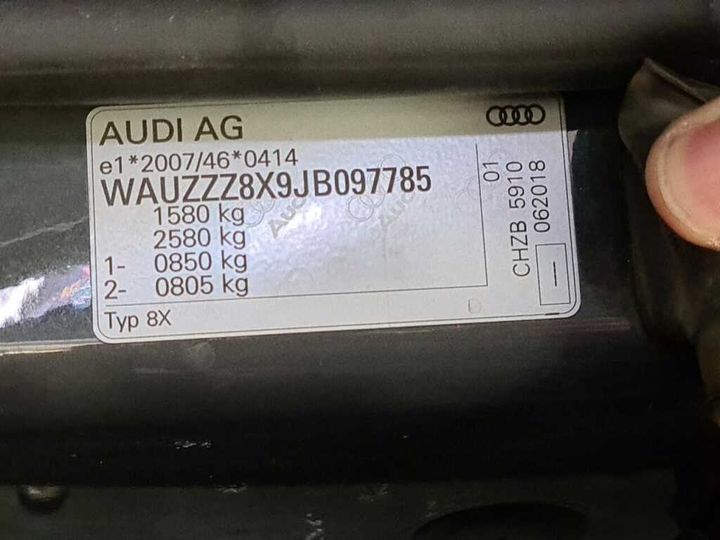 AUDI AG
e1*2007/46*0414
WAUZZZ8X9JB097785
1580 kg
2580 kg
1- 0850 kg
2- 0805 kg
Typ 8X
01
CHZB 5910
062018